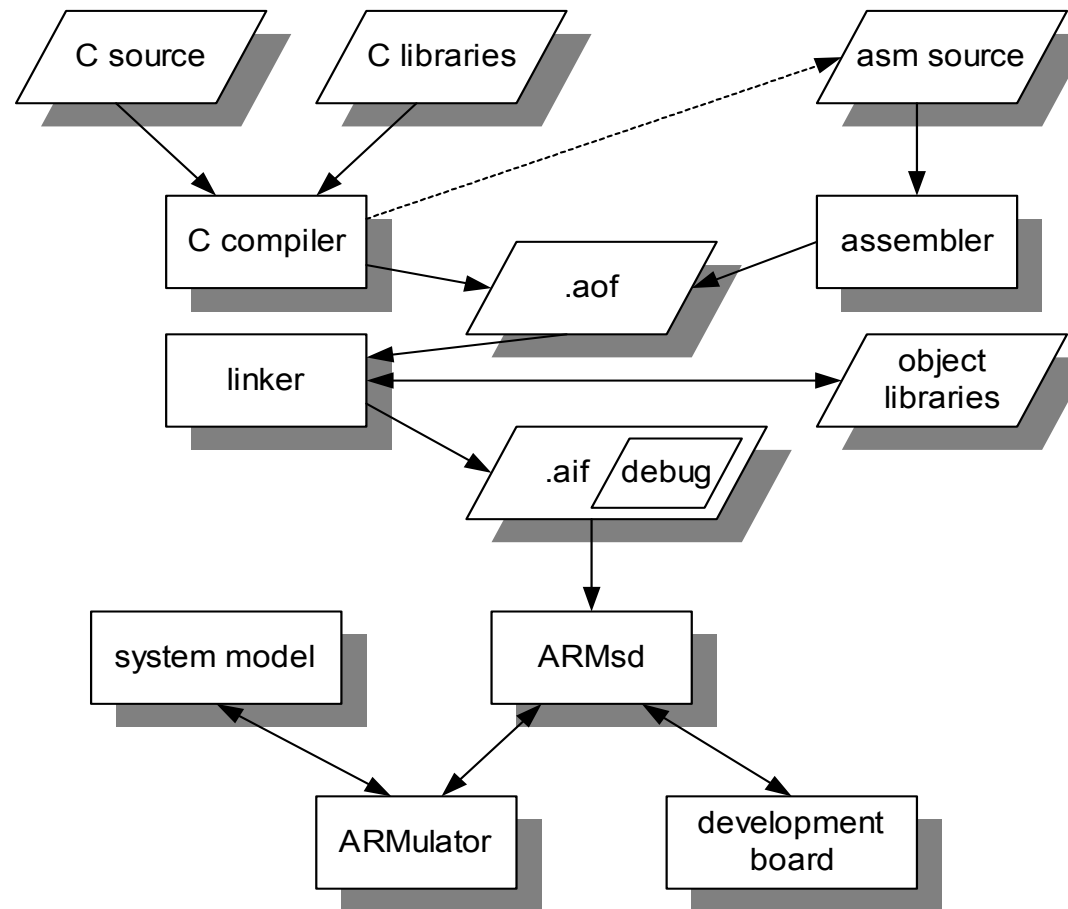 C source
C libraries
asm source
C compiler
assembler
.aof
linker
object
libraries
.aif
debug
system model
ARMsd
ARMulator
development
board